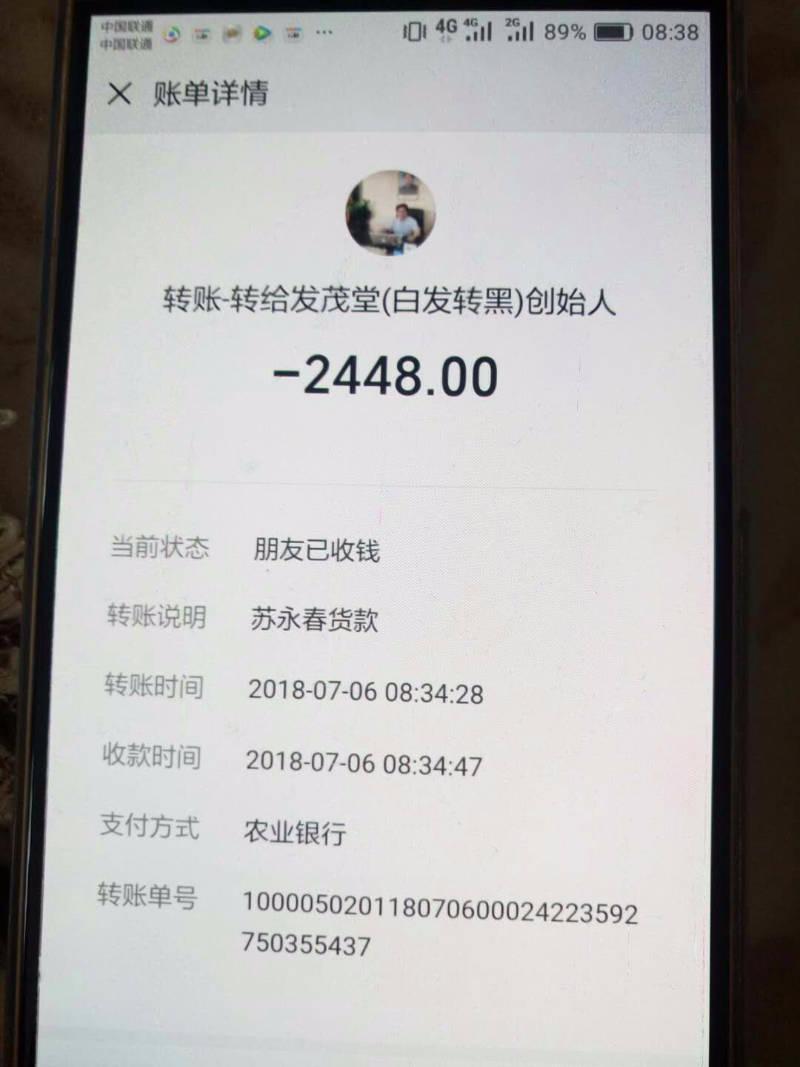 中国联通
中国联通
4G 4G 2G 89% 08:38
账单详情
转账-转给发茂堂(白发转黑)创始人
-2448.00
当前状态 朋友已收钱
转账说明 苏永春货款
转账时间 2018-07-06 08:34:28
收款时间 2018-07-06 08:34:47
支付方式 农业银行
转账单号 100005020118070600024223592
750355437